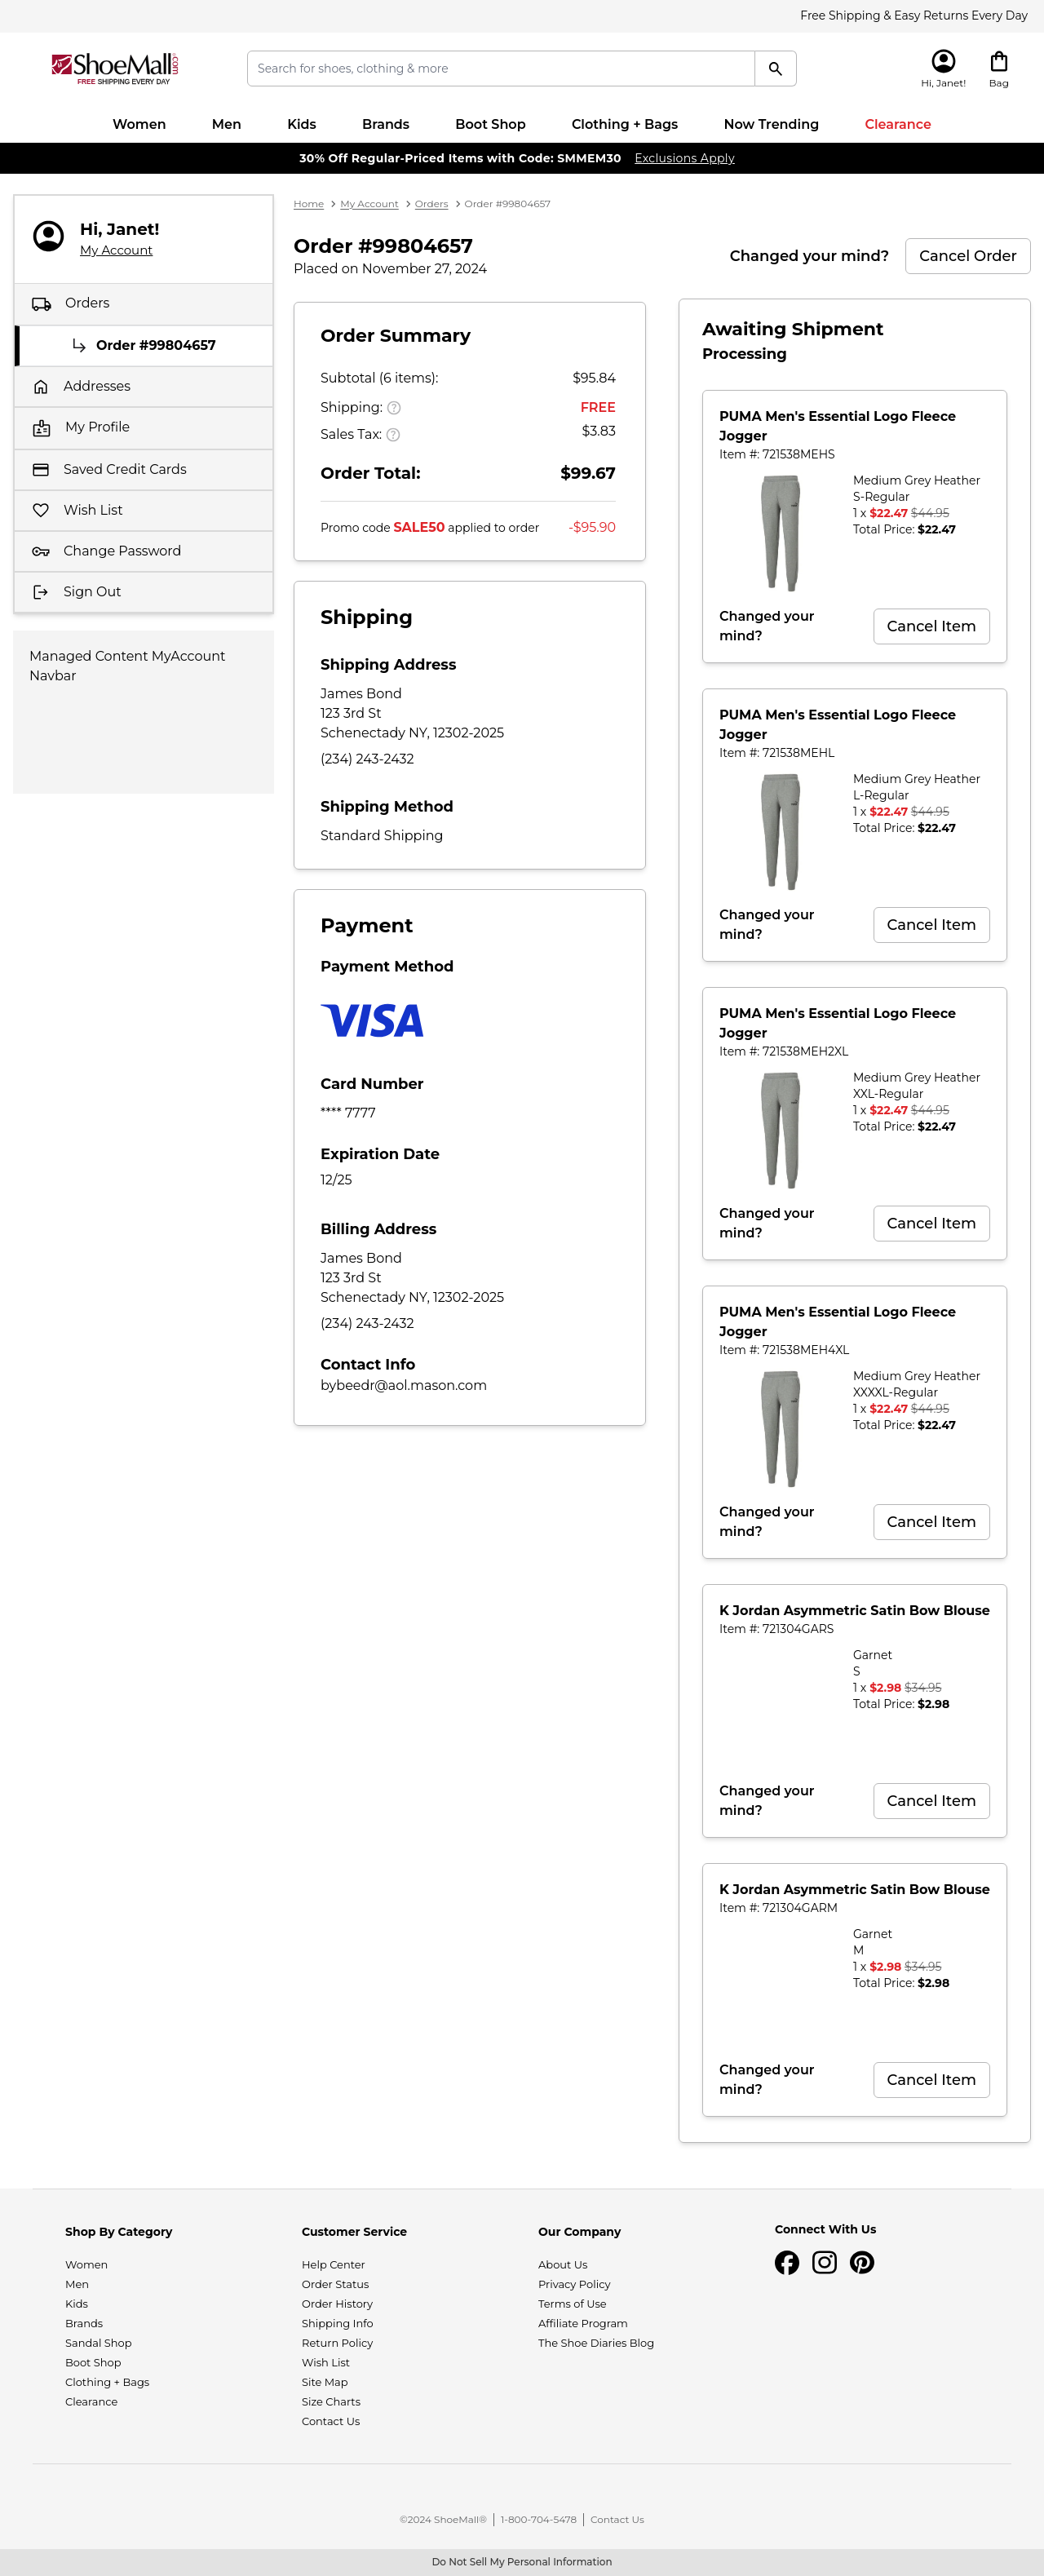 Free Shipping & Easy Returns Every Day
ShoeMall.com
FREE SHIPPING EVERY DAY
Search for shoes, clothing & more
Hi, Janet!
Bag
Women
Men
Kids
Brands
Boot Shop
Clothing + Bags
Now Trending
Clearance
30% Off Regular-Priced Items with Code: SMMEM30 Exclusions Apply
Hi, Janet!
My Account
Orders
Order #99804657
Addresses
My Profile
Saved Credit Cards
Wish List
Change Password
Sign Out
Managed Content MyAccount
Navbar
Home > My Account > Orders > Order #99804657
Order #99804657
Placed on November 27, 2024
Changed your mind?
Cancel Order
Order Summary
Subtotal (6 items): $95.84
Shipping: ? FREE
Sales Tax: ? $3.83
Order Total: $99.67
Promo code SALE50 applied to order -$95.90
Shipping
Shipping Address
James Bond
123 3rd St
Schenectady NY, 12302-2025
(234) 243-2432
Shipping Method
Standard Shipping
Payment
Payment Method
VISA
Card Number
**** 7777
Expiration Date
12/25
Billing Address
James Bond
123 3rd St
Schenectady NY, 12302-2025
(234) 243-2432
Contact Info
bybeedr@aol.mason.com
Awaiting Shipment
Processing
PUMA Men's Essential Logo Fleece
Jogger
Item #: 721538MEHS
Medium Grey Heather
S-Regular
1 x $22.47 $44.95
Total Price: $22.47
Changed your
mind?
Cancel Item
PUMA Men's Essential Logo Fleece
Jogger
Item #: 721538MEHL
Medium Grey Heather
L-Regular
1 x $22.47 $44.95
Total Price: $22.47
Changed your
mind?
Cancel Item
PUMA Men's Essential Logo Fleece
Jogger
Item #: 721538MEH2XL
Medium Grey Heather
XXL-Regular
1 x $22.47 $44.95
Total Price: $22.47
Changed your
mind?
Cancel Item
PUMA Men's Essential Logo Fleece
Jogger
Item #: 721538MEH4XL
Medium Grey Heather
XXXXL-Regular
1 x $22.47 $44.95
Total Price: $22.47
Changed your
mind?
Cancel Item
K Jordan Asymmetric Satin Bow Blouse
Item #: 721304GARS
Garnet
S
1 x $2.98 $34.95
Total Price: $2.98
Changed your
mind?
Cancel Item
K Jordan Asymmetric Satin Bow Blouse
Item #: 721304GARM
Garnet
M
1 x $2.98 $34.95
Total Price: $2.98
Changed your
mind?
Cancel Item
Shop By Category
Women
Men
Kids
Brands
Sandal Shop
Boot Shop
Clothing + Bags
Clearance
Customer Service
Help Center
Order Status
Order History
Shipping Info
Return Policy
Wish List
Site Map
Size Charts
Contact Us
Our Company
About Us
Privacy Policy
Terms of Use
Affiliate Program
The Shoe Diaries Blog
Connect With Us
©2024 ShoeMall® | 1-800-704-5478 | Contact Us
Do Not Sell My Personal Information